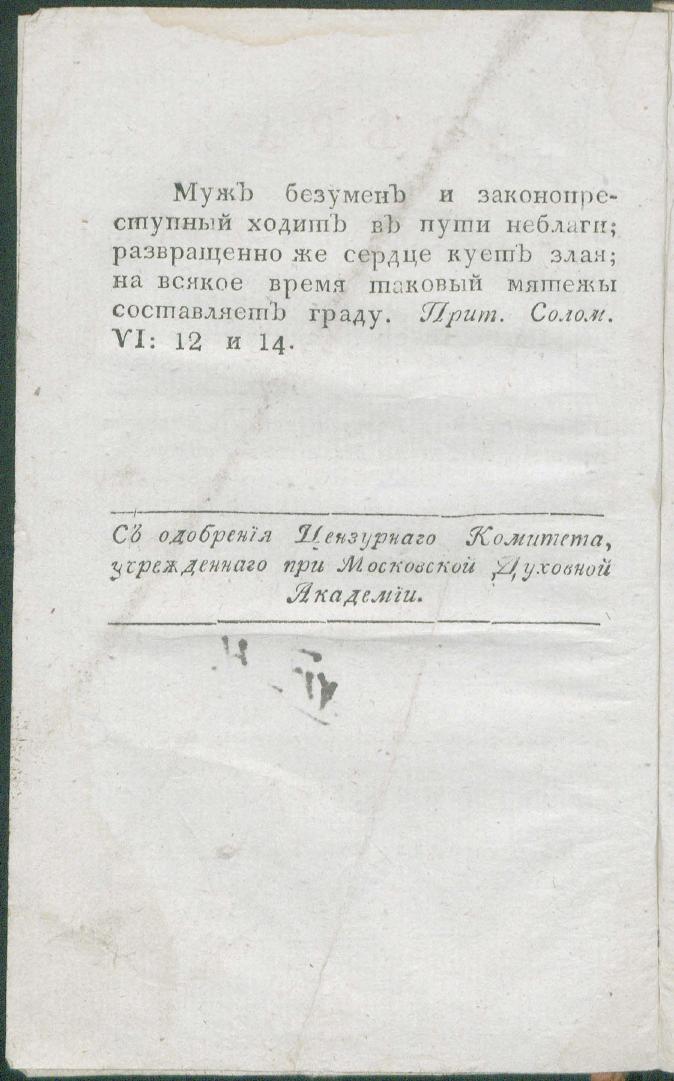 МужЪ безуменЪ и законопре-
ступный ходитЪ вЪ пути неблаги;
развращенно же сердце куетЪ злая;
на всякое время таковый мятежы
составляетЪ граду. Прит. Солом.
VI: 12 и 14.
СЪ одобренія Цензурнаго Комитета,
учрежденнаго при Московской Духовной
Академіи.